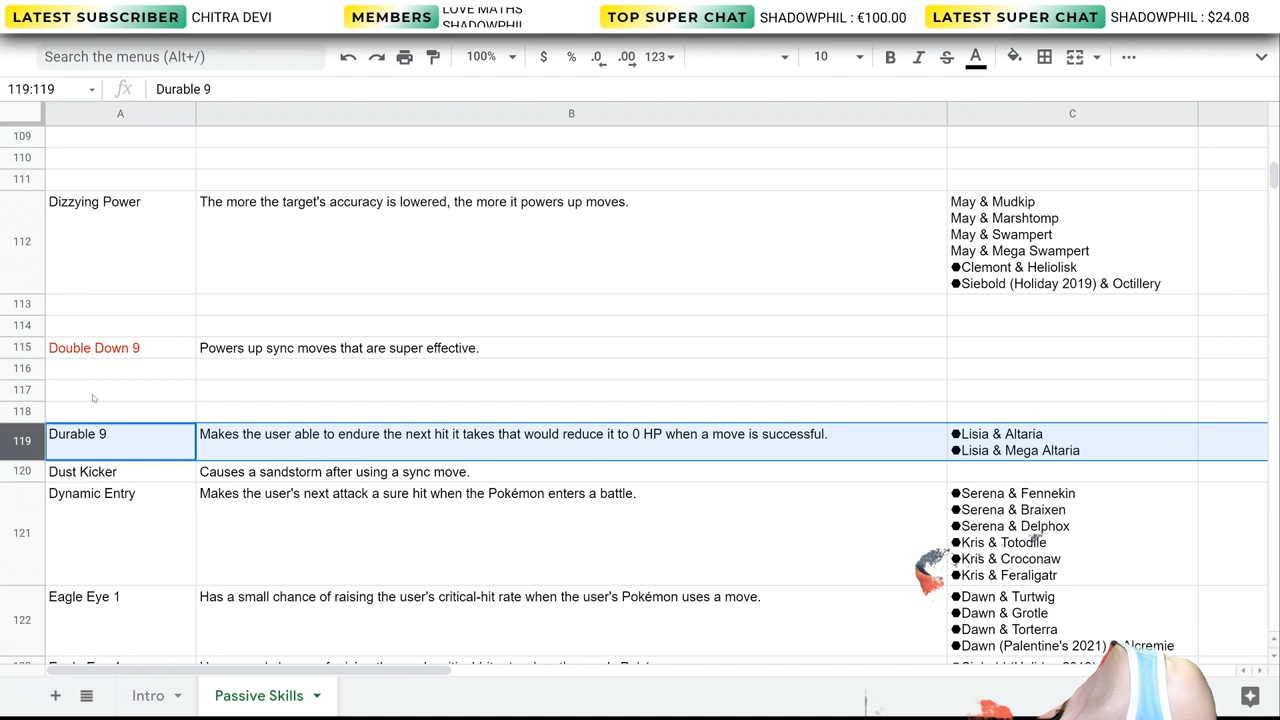 LATEST SUBSCRIBER CHITRA DEVI
MEMBERS LOVE MATHS
SHADOWPHIL
TOP SUPER CHAT SHADOWPHIL : €100.00
LATEST SUPER CHAT SHADOWPHIL : $24.08
Search the menus (Alt+/) 100% $ % .0 .00 123 10 B I S A
119:119 fx Durable 9
A B C
109
110
111
112 Dizzying Power The more the target's accuracy is lowered, the more it powers up moves. May & Mudkip
May & Marshtomp
May & Swampert
May & Mega Swampert
●Clemont & Heliolisk
●Siebold (Holiday 2019) & Octillery
113
114
115 Double Down 9 Powers up sync moves that are super effective.
116
117
118
119 Durable 9 Makes the user able to endure the next hit it takes that would reduce it to 0 HP when a move is successful. ●Lisia & Altaria
●Lisia & Mega Altaria
120 Dust Kicker Causes a sandstorm after using a sync move.
121 Dynamic Entry Makes the user's next attack a sure hit when the Pokémon enters a battle. ●Serena & Fennekin
●Serena & Braixen
●Serena & Delphox
●Kris & Totodile
●Kris & Croconaw
●Kris & Feraligatr
122 Eagle Eye 1 Has a small chance of raising the user's critical-hit rate when the user's Pokémon uses a move. ●Dawn & Turtwig
●Dawn & Grotle
●Dawn & Torterra
●Dawn (Palentine's 2021) & Alcremie
Intro Passive Skills